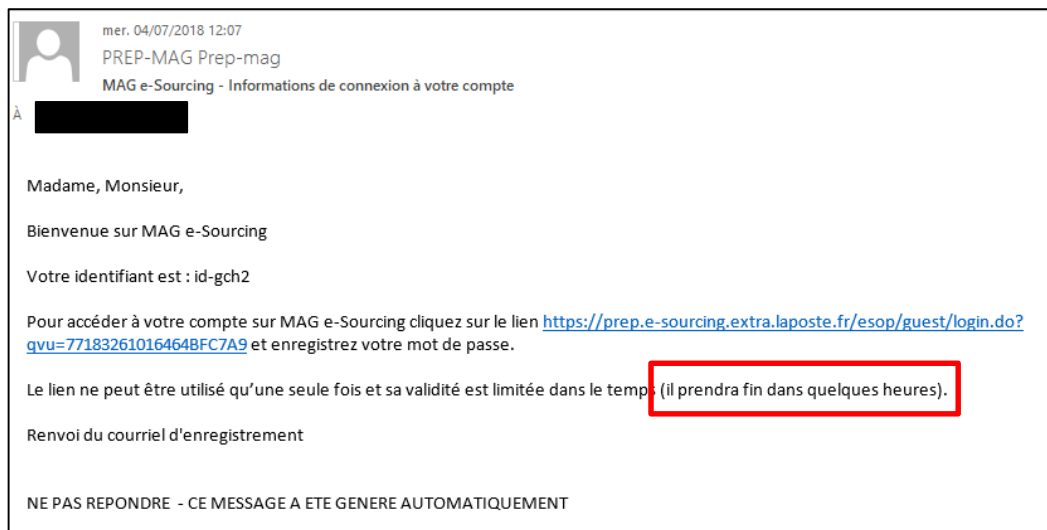 mer. 04/07/2018 12:07
PREP-MAG Prep-mag
MAG e-Sourcing - Informations de connexion à votre compte
À
Madame, Monsieur,
Bienvenue sur MAG e-Sourcing
Votre identifiant est : id-gch2
Pour accéder à votre compte sur MAG e-Sourcing cliquez sur le lien https://prep.e-sourcing.extra.laposte.fr/esop/guest/login.do?
qvu=77183261016464BFC7A9 et enregistrez votre mot de passe.
Le lien ne peut être utilisé qu’une seule fois et sa validité est limitée dans le temps (il prendra fin dans quelques heures).
Renvoi du courriel d'enregistrement
NE PAS REPONDRE - CE MESSAGE A ETE GENERE AUTOMATIQUEMENT